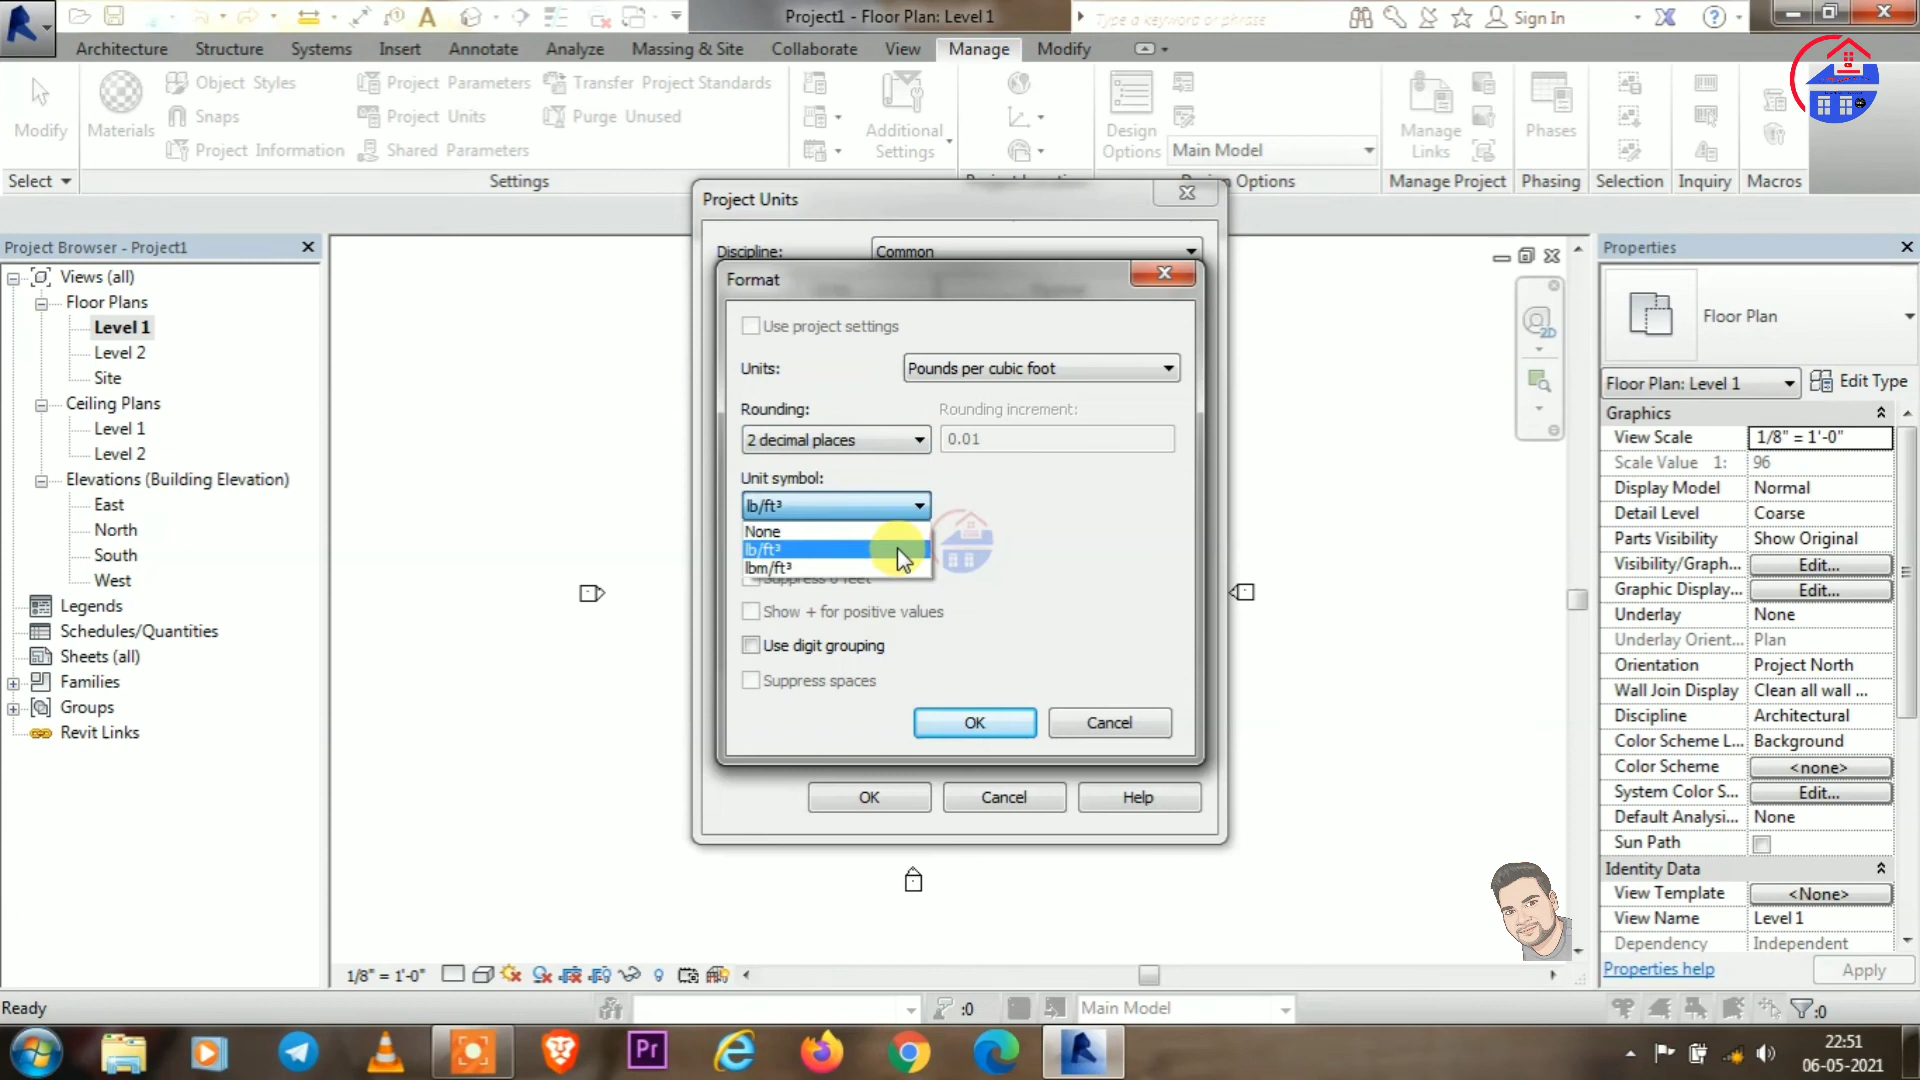 Project1 - Floor Plan: Level 1
Type a keyword or phrase
Sign In
Architecture Structure Systems Insert Annotate Analyze Massing & Site Collaborate View Manage Modify
Modify
Materials
Object Styles
Snaps
Project Information
Project Parameters
Project Units
Shared Parameters
Transfer Project Standards
Purge Unused
Additional
Settings
Design
Options
Main Model
Manage
Links
Phases
Select
Settings
Options
Manage Project
Phasing
Selection
Inquiry
Macros
Project Browser - Project1
Views (all)
Floor Plans
Level 1
Level 2
Site
Ceiling Plans
Level 1
Level 2
Elevations (Building Elevation)
East
North
South
West
Legends
Schedules/Quantities
Sheets (all)
Families
Groups
Revit Links
Project Units
Discipline: Common
Format
Use project settings
Units: Pounds per cubic foot
Rounding: Rounding increment:
2 decimal places 0.01
Unit symbol:
lb/ft³
None
lb/ft³
lbm/ft³
Suppress 0 feet
Show + for positive values
Use digit grouping
Suppress spaces
OK Cancel
OK Cancel Help
2D
Properties
Floor Plan
Floor Plan: Level 1 Edit Type
Graphics
View Scale 1/8" = 1'-0"
Scale Value 1: 96
Display Model Normal
Detail Level Coarse
Parts Visibility Show Original
Visibility/Graph... Edit...
Graphic Display... Edit...
Underlay None
Underlay Orient... Plan
Orientation Project North
Wall Join Display Clean all wall ...
Discipline Architectural
Color Scheme L... Background
Color Scheme <none>
System Color S... Edit...
Default Analysi... None
Sun Path
Identity Data
View Template <None>
View Name Level 1
Dependency Independent
Properties help Apply
1/8" = 1'-0"
Ready
:0
Main Model
:0
Pr
22:51
06-05-2021